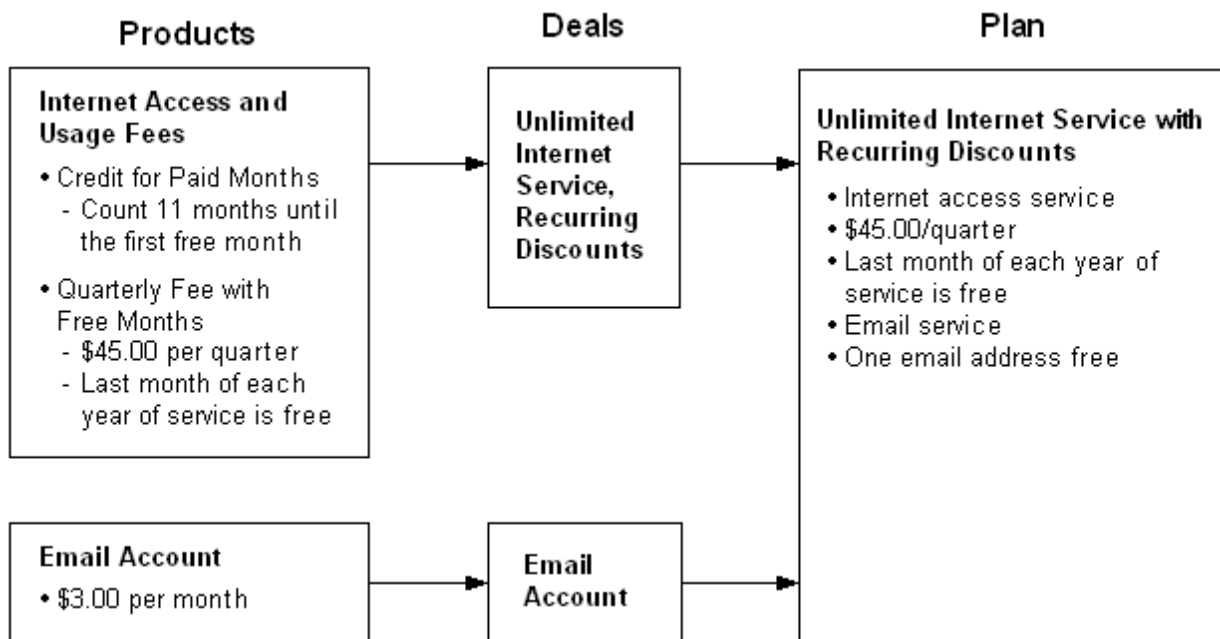 Products
Internet Access and
Usage Fees
• Credit for Paid Months
- Count 11 months until
the first free month
• Quarterly Fee with
Free Months
- $45.00 per quarter
- Last month of each
year of service is free
Email Account
• $3.00 per month
Deals
Unlimited
Internet
Service,
Recurring
Discounts
Email
Account
Plan
Unlimited Internet Service with
Recurring Discounts
• Internet access service
• $45.00/quarter
• Last month of each year of
service is free
• Email service
• One email address free